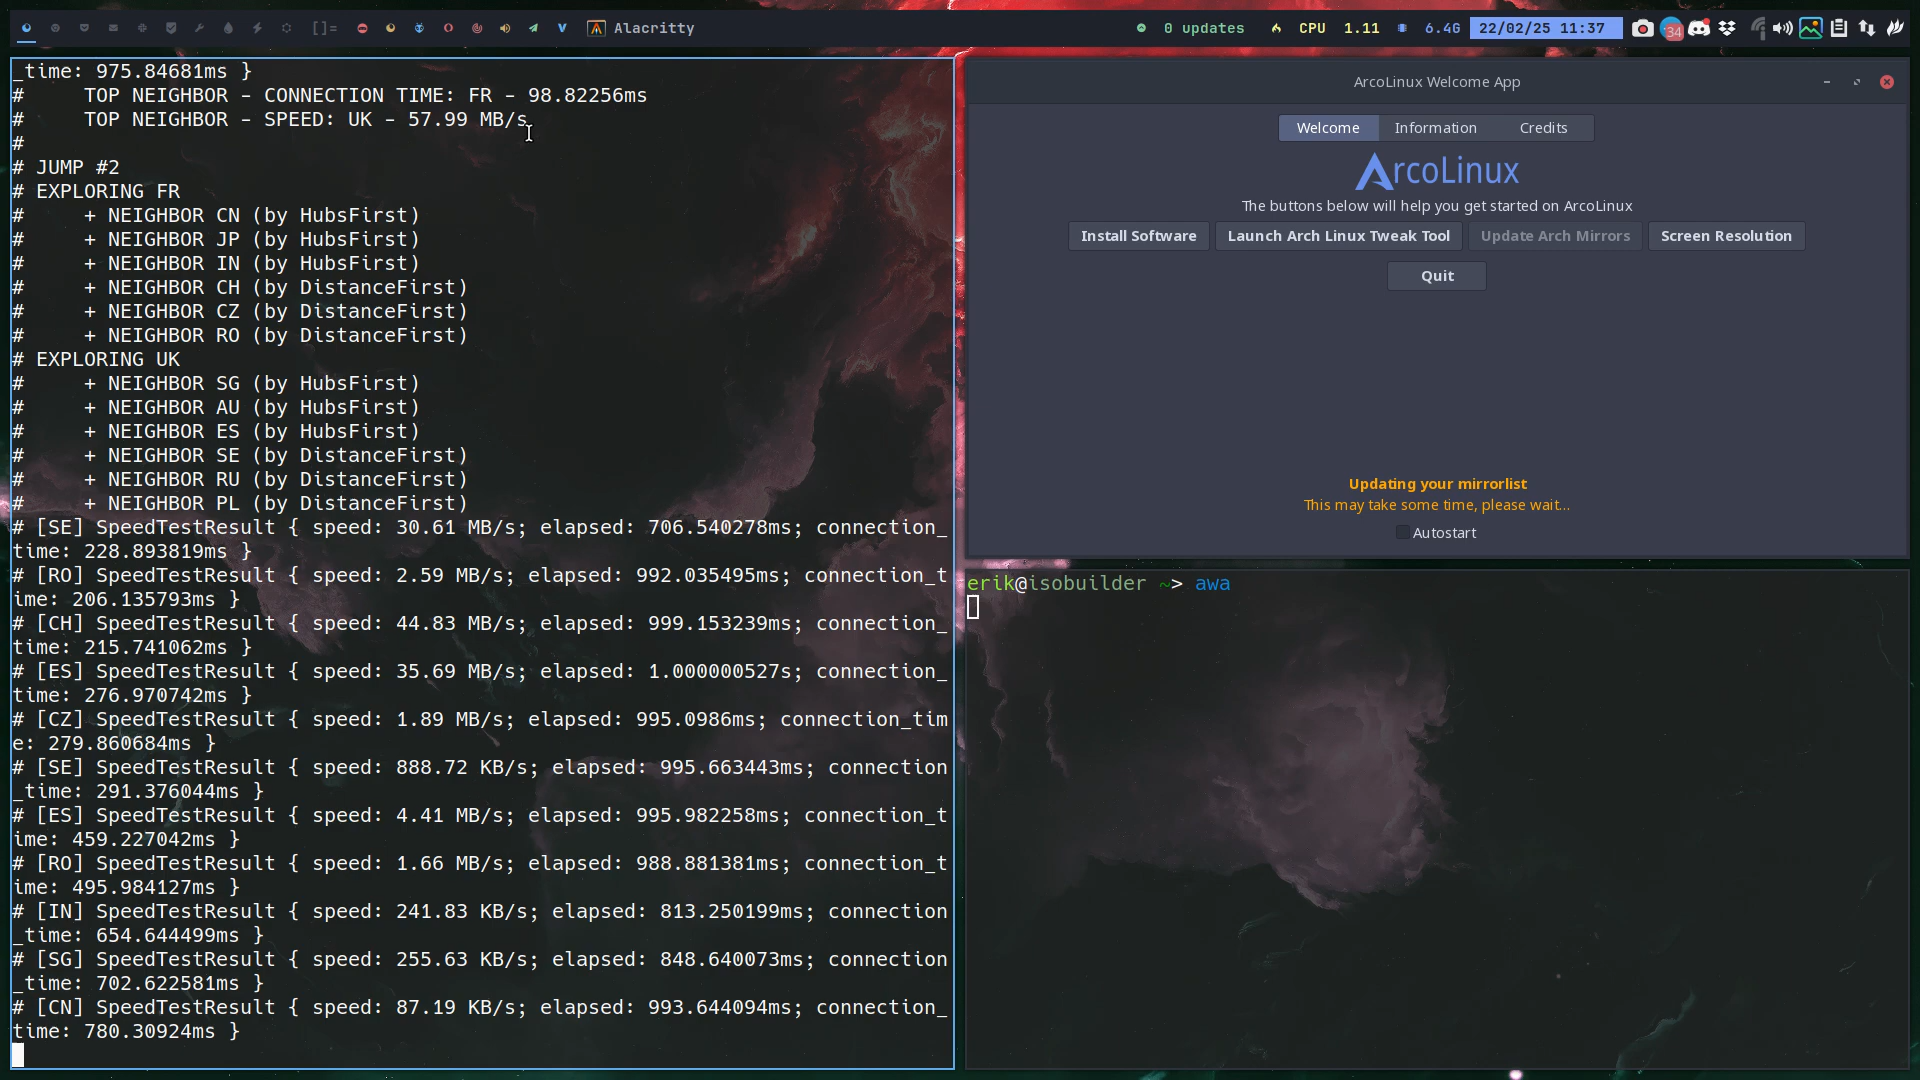 []=
Alacritty
0 updates
CPU 1.11
6.4G
22/02/25 11:37
34
_time: 975.84681ms }
#     TOP NEIGHBOR - CONNECTION TIME: FR - 98.82256ms
#     TOP NEIGHBOR - SPEED: UK - 57.99 MB/s
#
# JUMP #2
# EXPLORING FR
#     + NEIGHBOR CN (by HubsFirst)
#     + NEIGHBOR JP (by HubsFirst)
#     + NEIGHBOR IN (by HubsFirst)
#     + NEIGHBOR CH (by DistanceFirst)
#     + NEIGHBOR CZ (by DistanceFirst)
#     + NEIGHBOR RO (by DistanceFirst)
# EXPLORING UK
#     + NEIGHBOR SG (by HubsFirst)
#     + NEIGHBOR AU (by HubsFirst)
#     + NEIGHBOR ES (by HubsFirst)
#     + NEIGHBOR SE (by DistanceFirst)
#     + NEIGHBOR RU (by DistanceFirst)
#     + NEIGHBOR PL (by DistanceFirst)
# [SE] SpeedTestResult { speed: 30.61 MB/s; elapsed: 706.540278ms; connection_
time: 228.893819ms }
# [RO] SpeedTestResult { speed: 2.59 MB/s; elapsed: 992.035495ms; connection_t
ime: 206.135793ms }
# [CH] SpeedTestResult { speed: 44.83 MB/s; elapsed: 999.153239ms; connection_
time: 215.741062ms }
# [ES] SpeedTestResult { speed: 35.69 MB/s; elapsed: 1.000000527s; connection_
time: 276.970742ms }
# [CZ] SpeedTestResult { speed: 1.89 MB/s; elapsed: 995.0986ms; connection_tim
e: 279.860684ms }
# [SE] SpeedTestResult { speed: 888.72 KB/s; elapsed: 995.663443ms; connection
_time: 291.376044ms }
# [ES] SpeedTestResult { speed: 4.41 MB/s; elapsed: 995.982258ms; connection_t
ime: 459.227042ms }
# [RO] SpeedTestResult { speed: 1.66 MB/s; elapsed: 988.881381ms; connection_t
ime: 495.984127ms }
# [IN] SpeedTestResult { speed: 241.83 KB/s; elapsed: 813.250199ms; connection
_time: 654.644499ms }
# [SG] SpeedTestResult { speed: 255.63 KB/s; elapsed: 848.640073ms; connection
_time: 702.622581ms }
# [CN] SpeedTestResult { speed: 87.19 KB/s; elapsed: 993.644094ms; connection_
time: 780.30924ms }
ArcoLinux Welcome App
Welcome
Information
Credits
ArcoLinux
The buttons below will help you get started on ArcoLinux
Install Software
Launch Arch Linux Tweak Tool
Update Arch Mirrors
Screen Resolution
Quit
Updating your mirrorlist
This may take some time, please wait...
Autostart
erik@isobuilder ~> awa